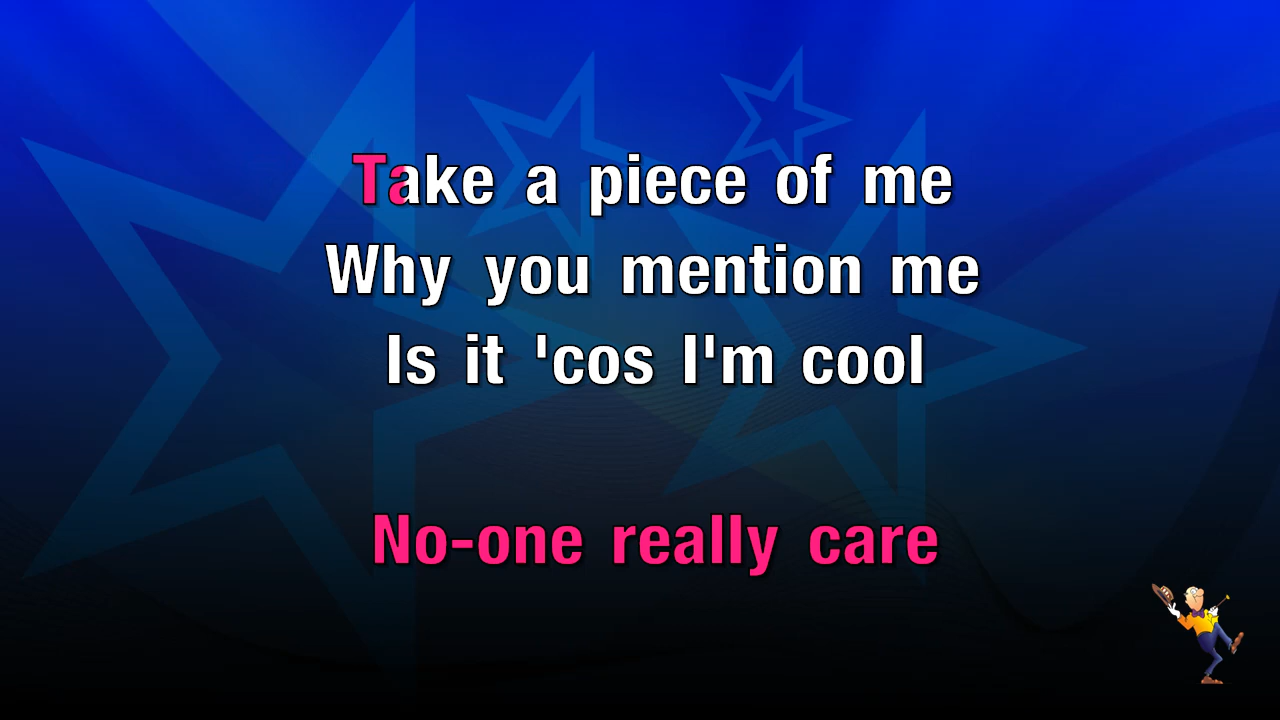 Take a piece of me
Why you mention me
Is it 'cos I'm cool
No-one really care